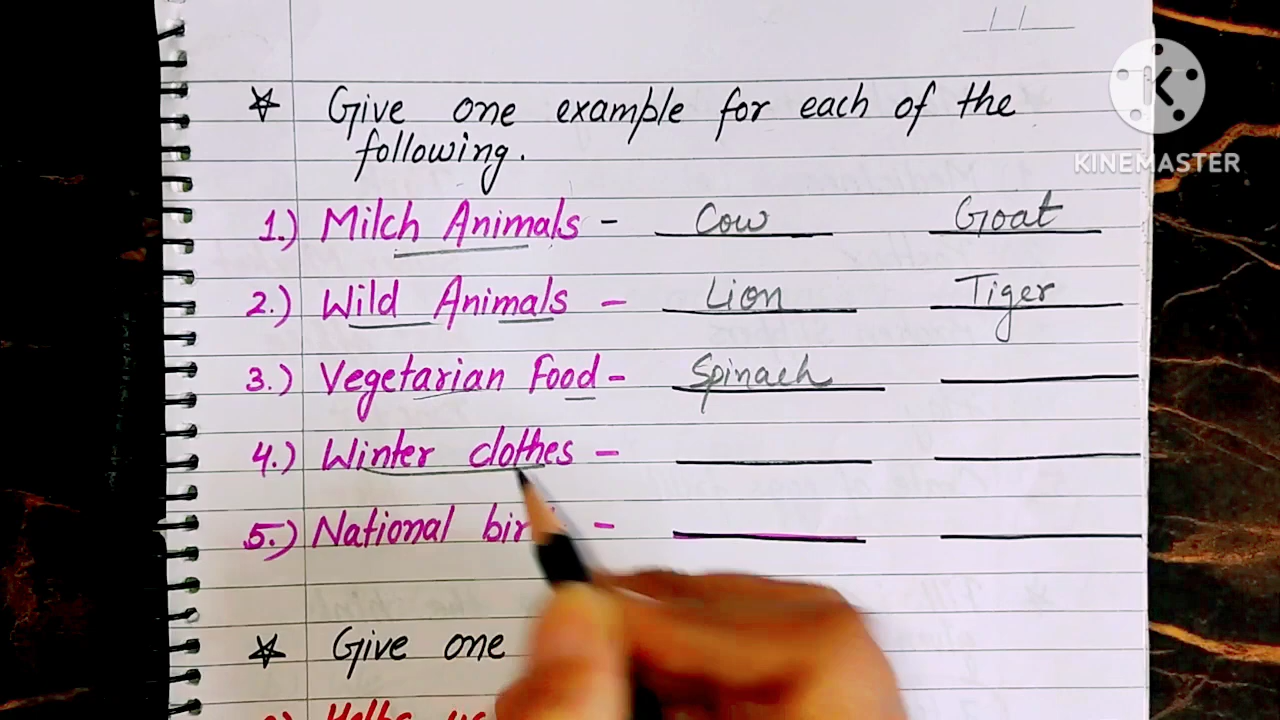 KINEMASTER
☆ Give one example for each of the
following.
1.) Milch Animals - Cow Goat
2.) Wild Animals - Lion Tiger
3.) Vegetarian Food - Spinach
4.) Winter clothes -
5.) National -
☆ Give one